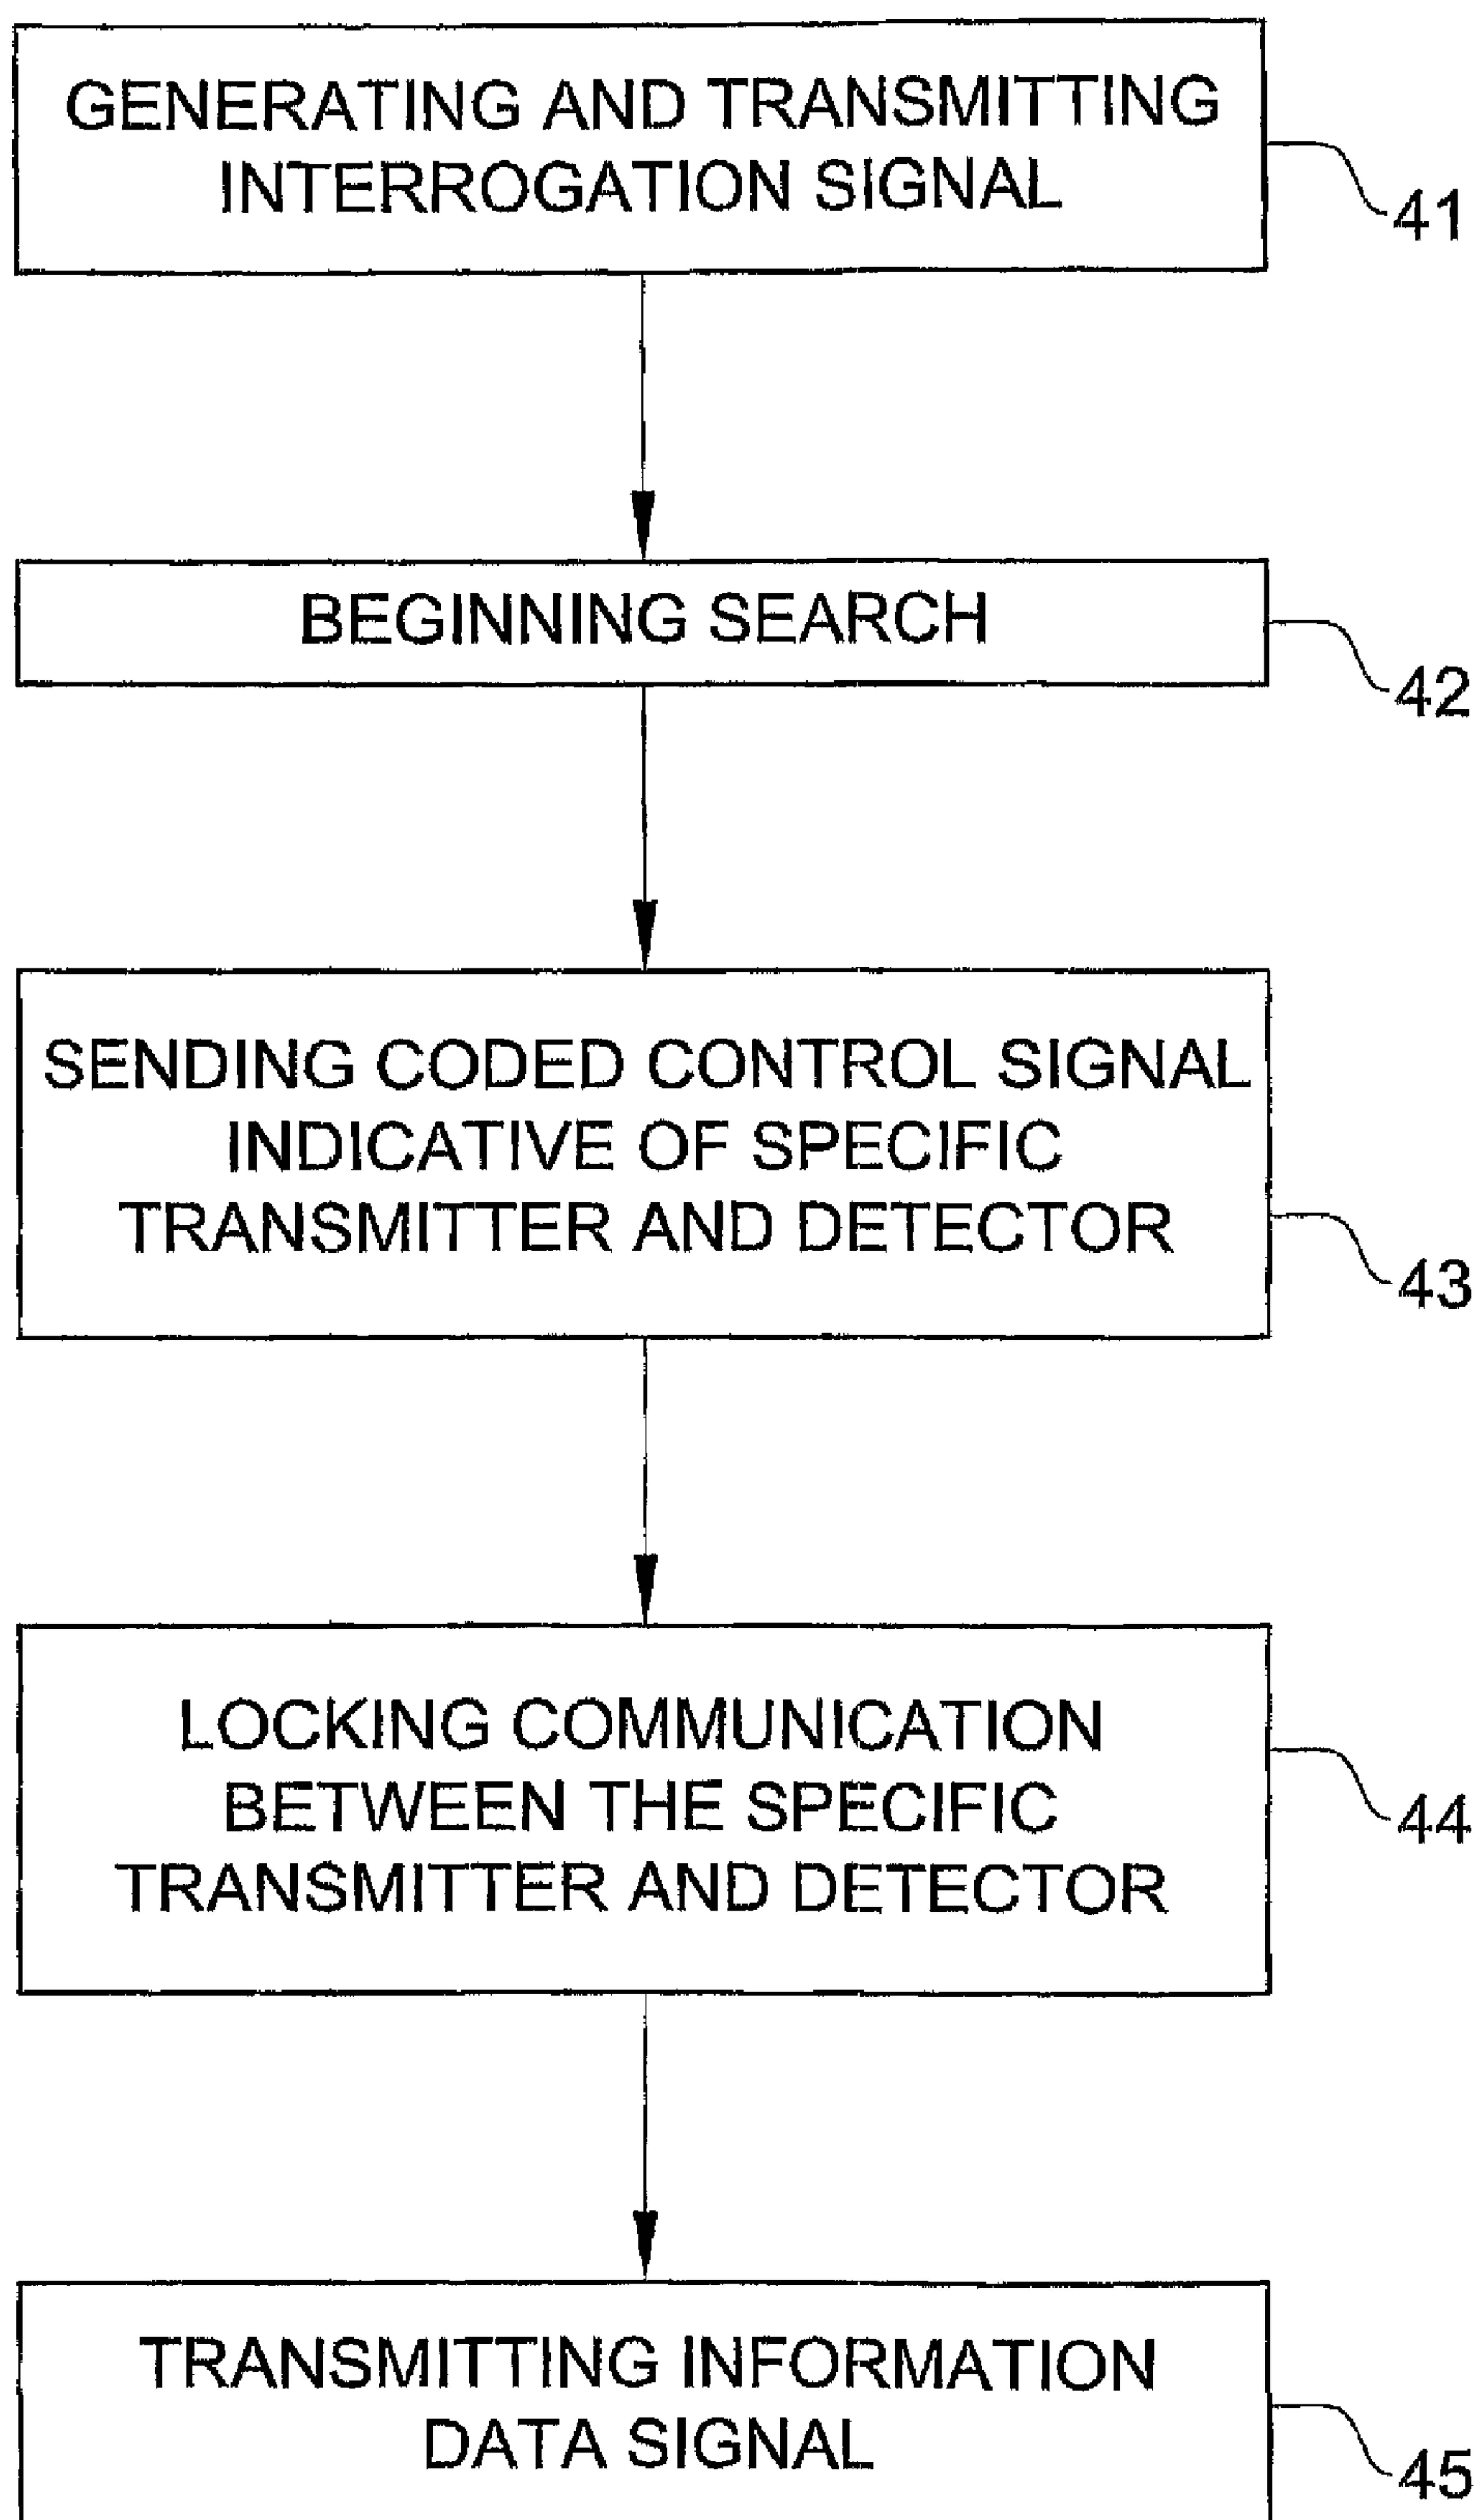 GENERATING AND TRANSMITTING
INTERROGATION SIGNAL
41
BEGINNING SEARCH
42
SENDING CODED CONTROL SIGNAL
INDICATIVE OF SPECIFIC
TRANSMITTER AND DETECTOR
43
LOCKING COMMUNICATION
BETWEEN THE SPECIFIC
TRANSMITTER AND DETECTOR
44
TRANSMITTING INFORMATION
DATA SIGNAL
45